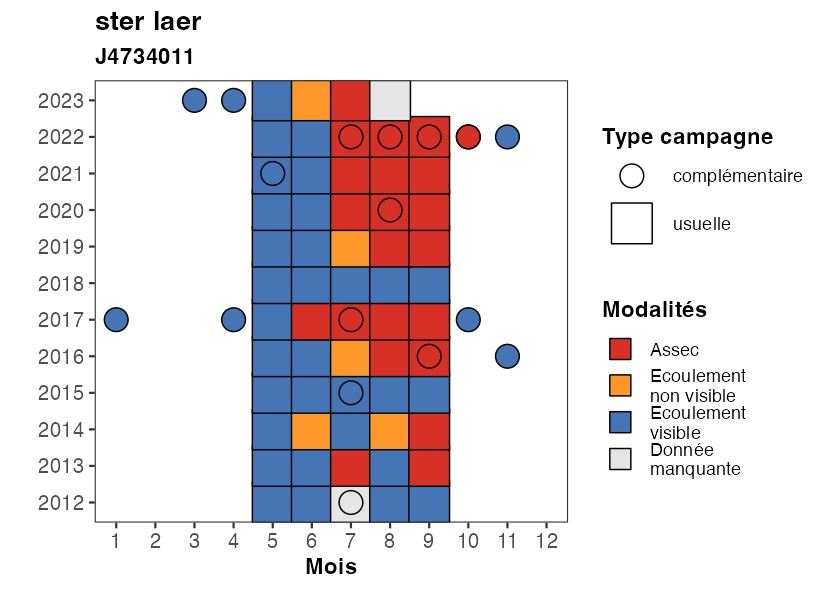 ster laer
J4734011
2023
2022
2021
2020
2019
2018
2017
2016
2015
2014
2013
2012
1 2 3 4 5 6 7 8 9 10 11 12
Mois
Type campagne
complémentaire
usuelle
Modalités
Assec
Ecoulement
non visible
Ecoulement
visible
Donnée
manquante